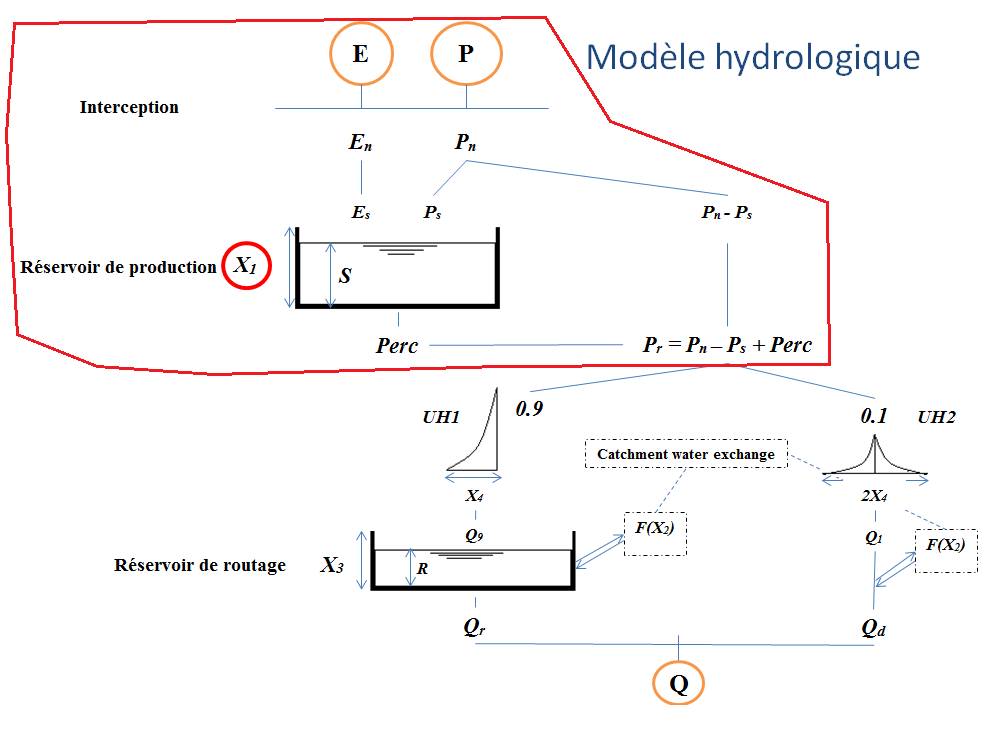 Modèle hydrologique
E
P
Interception
Eₙ
Pₙ
Eₛ
Pₛ
Pₙ - Pₛ
Réservoir de production
X₁
S
Perc
Pᵣ = Pₙ – Pₛ + Perc
UH1
0.9
0.1
UH2
Catchment water exchange
X₄
2X₄
Q₉
F(X₂)
Q₁
F(X₂)
Réservoir de routage
X₃
R
Qᵣ
Q_d
Q